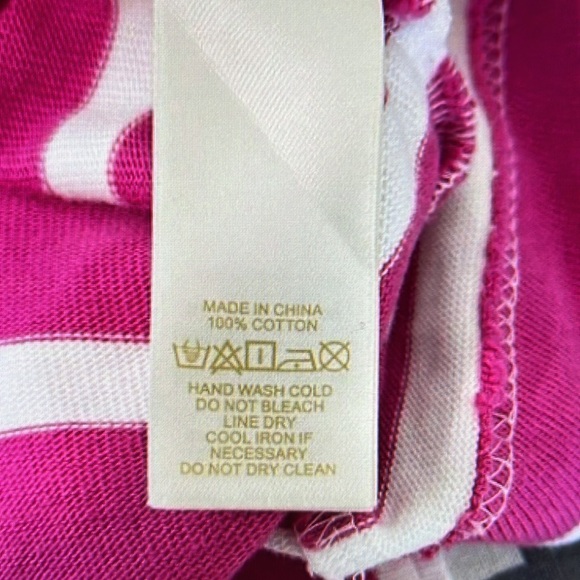 MADE IN CHINA
100% COTTON
HAND WASH COLD
DO NOT BLEACH
LINE DRY
COOL IRON IF
NECESSARY
DO NOT DRY CLEAN